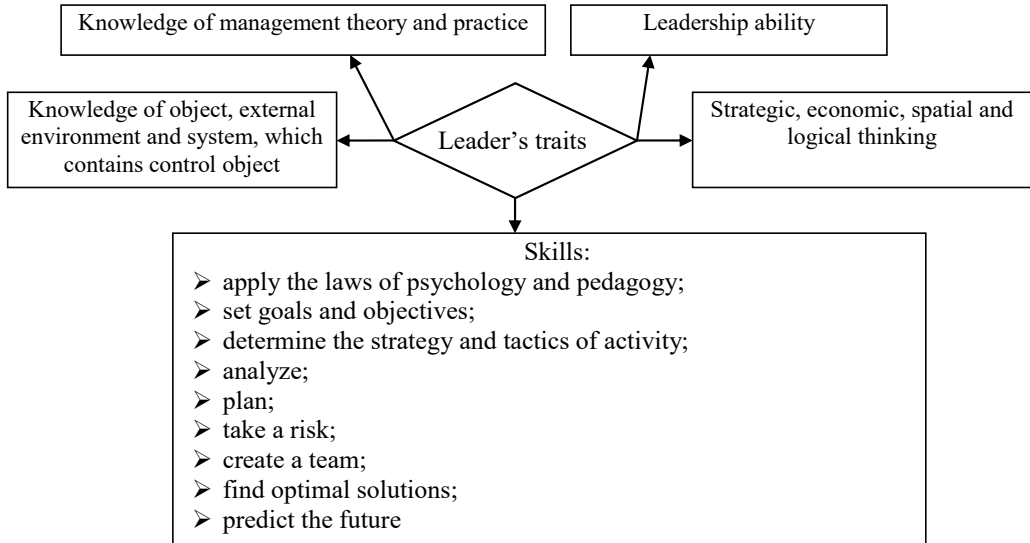 Knowledge of management theory and practice
Leadership ability
Knowledge of object, external
environment and system, which
contains control object
Leader’s traits
Strategic, economic, spatial and
logical thinking
Skills:
➢ apply the laws of psychology and pedagogy;
➢ set goals and objectives;
➢ determine the strategy and tactics of activity;
➢ analyze;
➢ plan;
➢ take a risk;
➢ create a team;
➢ find optimal solutions;
➢ predict the future